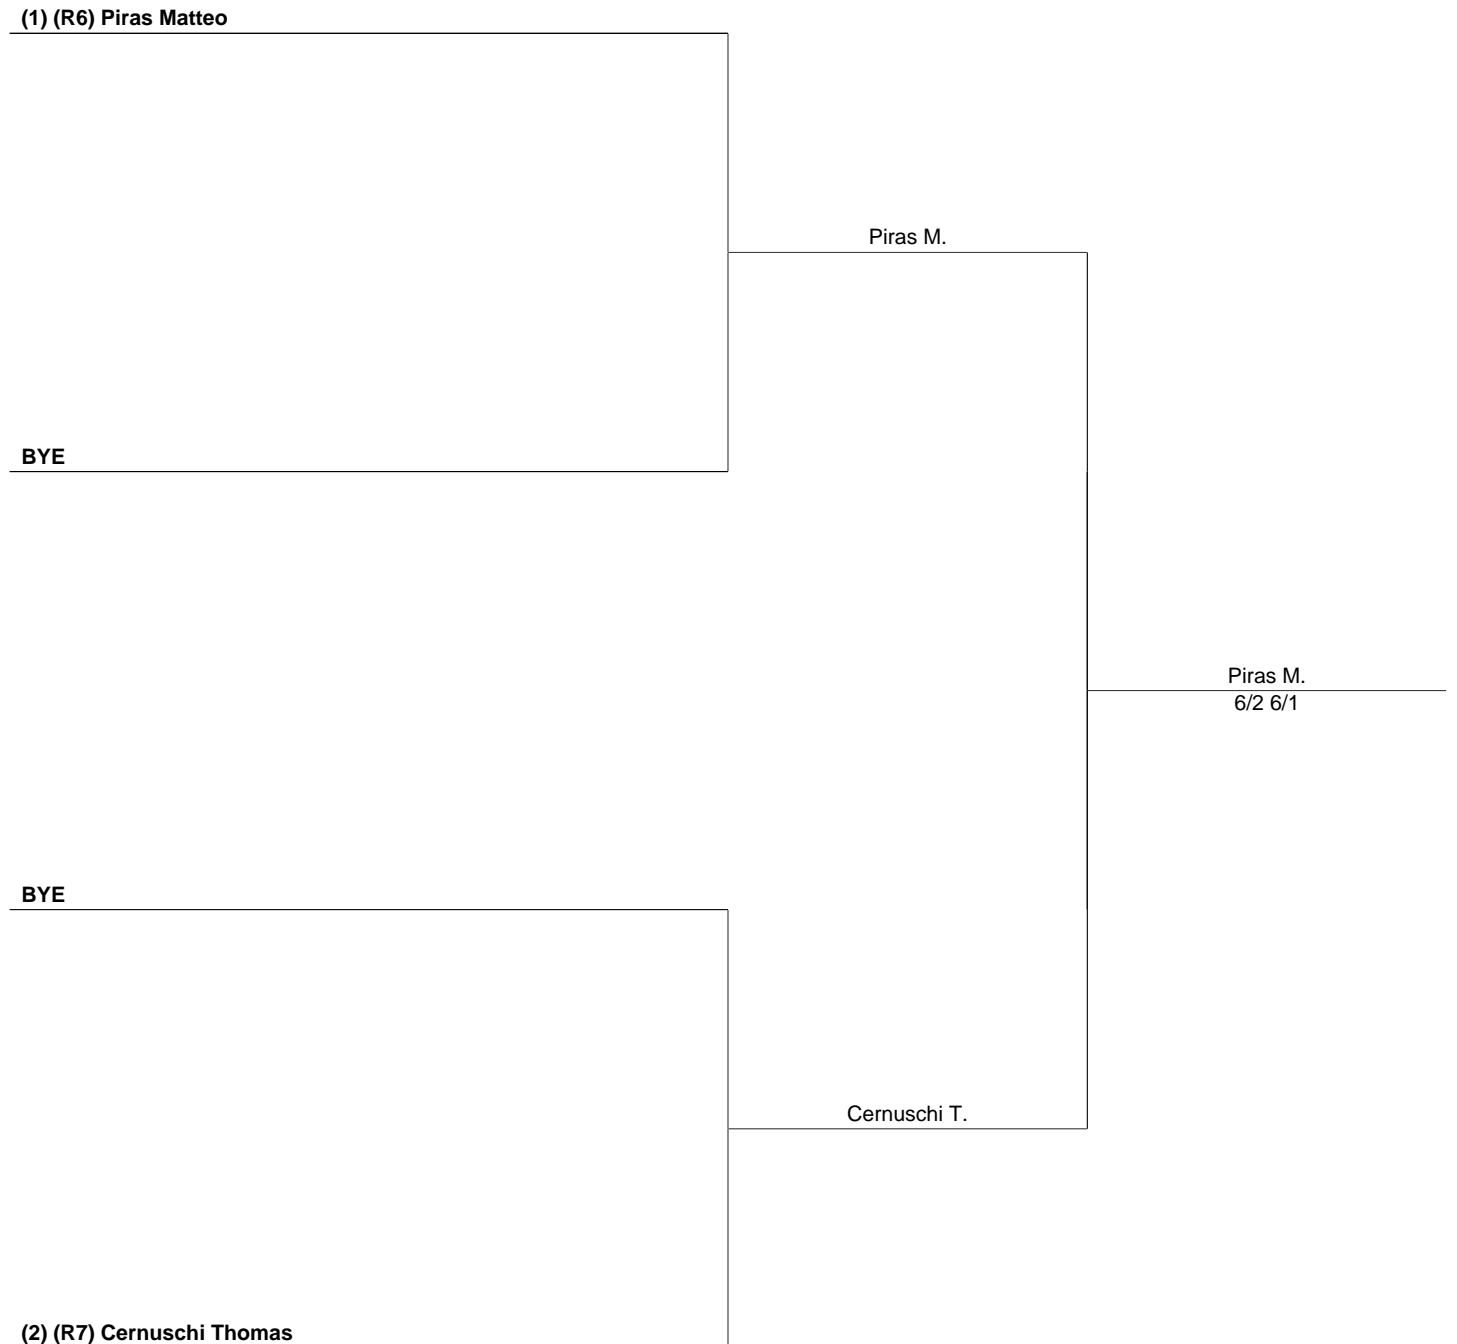 (1) (R6) Piras Matteo
Piras M.
BYE
Piras M.
6/2 6/1
BYE
Cernuschi T.
(2) (R7) Cernuschi Thomas